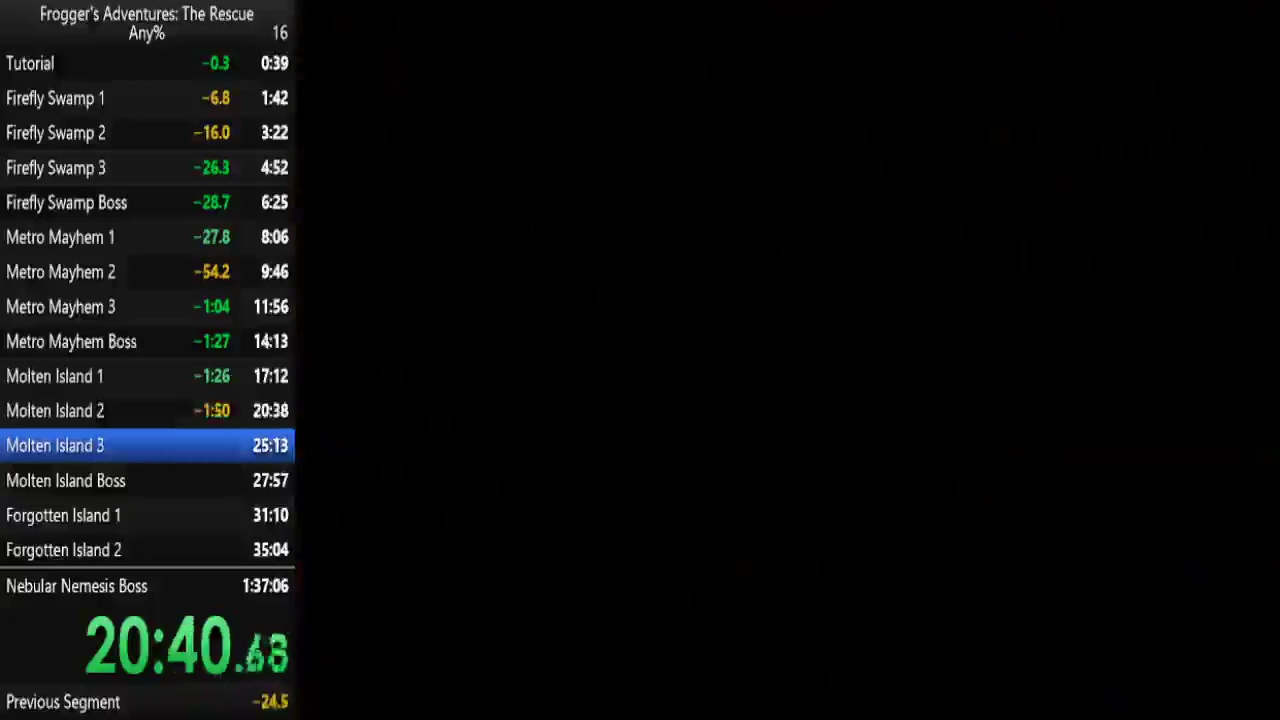 Frogger's Adventures: The Rescue
Any% 16
Tutorial -0.3 0:39
Firefly Swamp 1 -6.8 1:42
Firefly Swamp 2 -16.0 3:22
Firefly Swamp 3 -26.3 4:52
Firefly Swamp Boss -28.7 6:25
Metro Mayhem 1 -27.8 8:06
Metro Mayhem 2 -54.2 9:46
Metro Mayhem 3 -1:04 11:56
Metro Mayhem Boss -1:27 14:13
Molten Island 1 -1:26 17:12
Molten Island 2 -1:50 20:38
Molten Island 3 25:13
Molten Island Boss 27:57
Forgotten Island 1 31:10
Forgotten Island 2 35:04
Nebular Nemesis Boss 1:37:06
20:40.68
Previous Segment -24.5